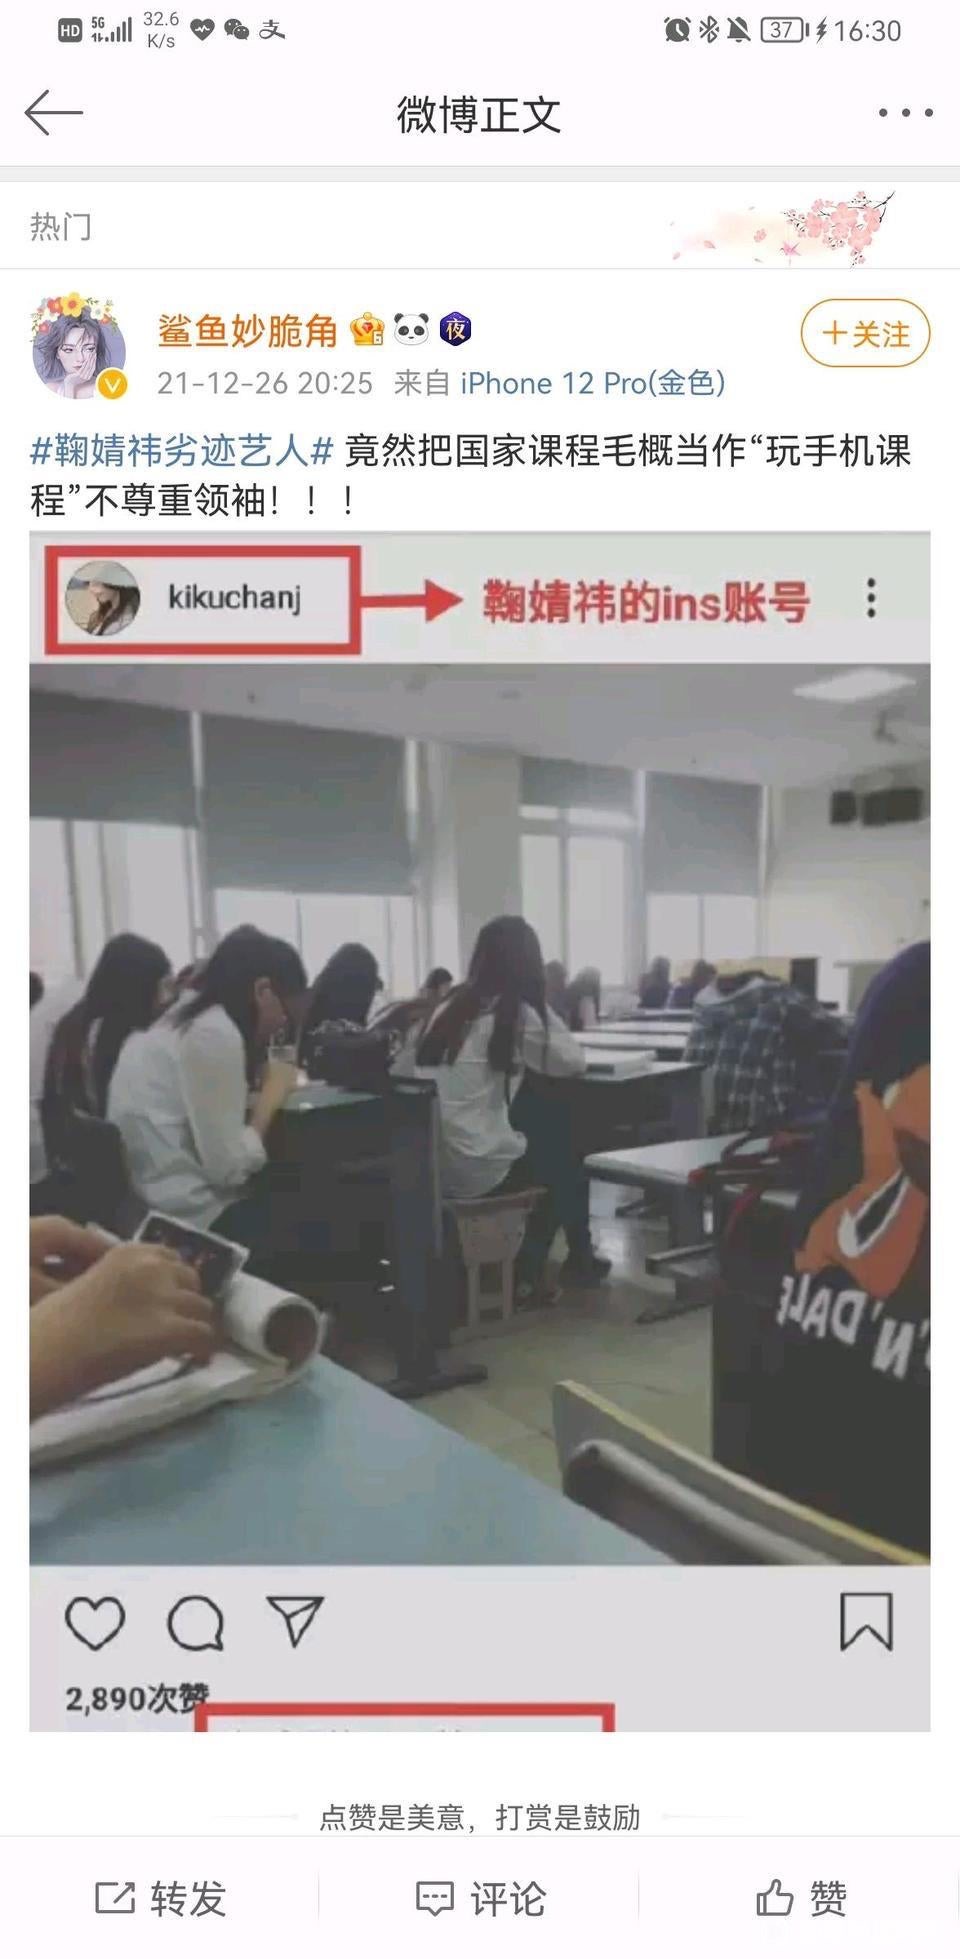 HD 5G 32.6 K/s 支 37 16:30
微博正文
热门
鲨鱼妙脆角 夜
+关注
21-12-26 20:25 来自 iPhone 12 Pro(金色)
#鞠婧祎劣迹艺人# 竟然把国家课程毛概当作“玩手机课
程”不尊重领袖！！！
kikuchanj 鞠婧祎的ins账号
'N' DALE
2,890次赞
点赞是美意，打赏是鼓励
转发 评论 赞